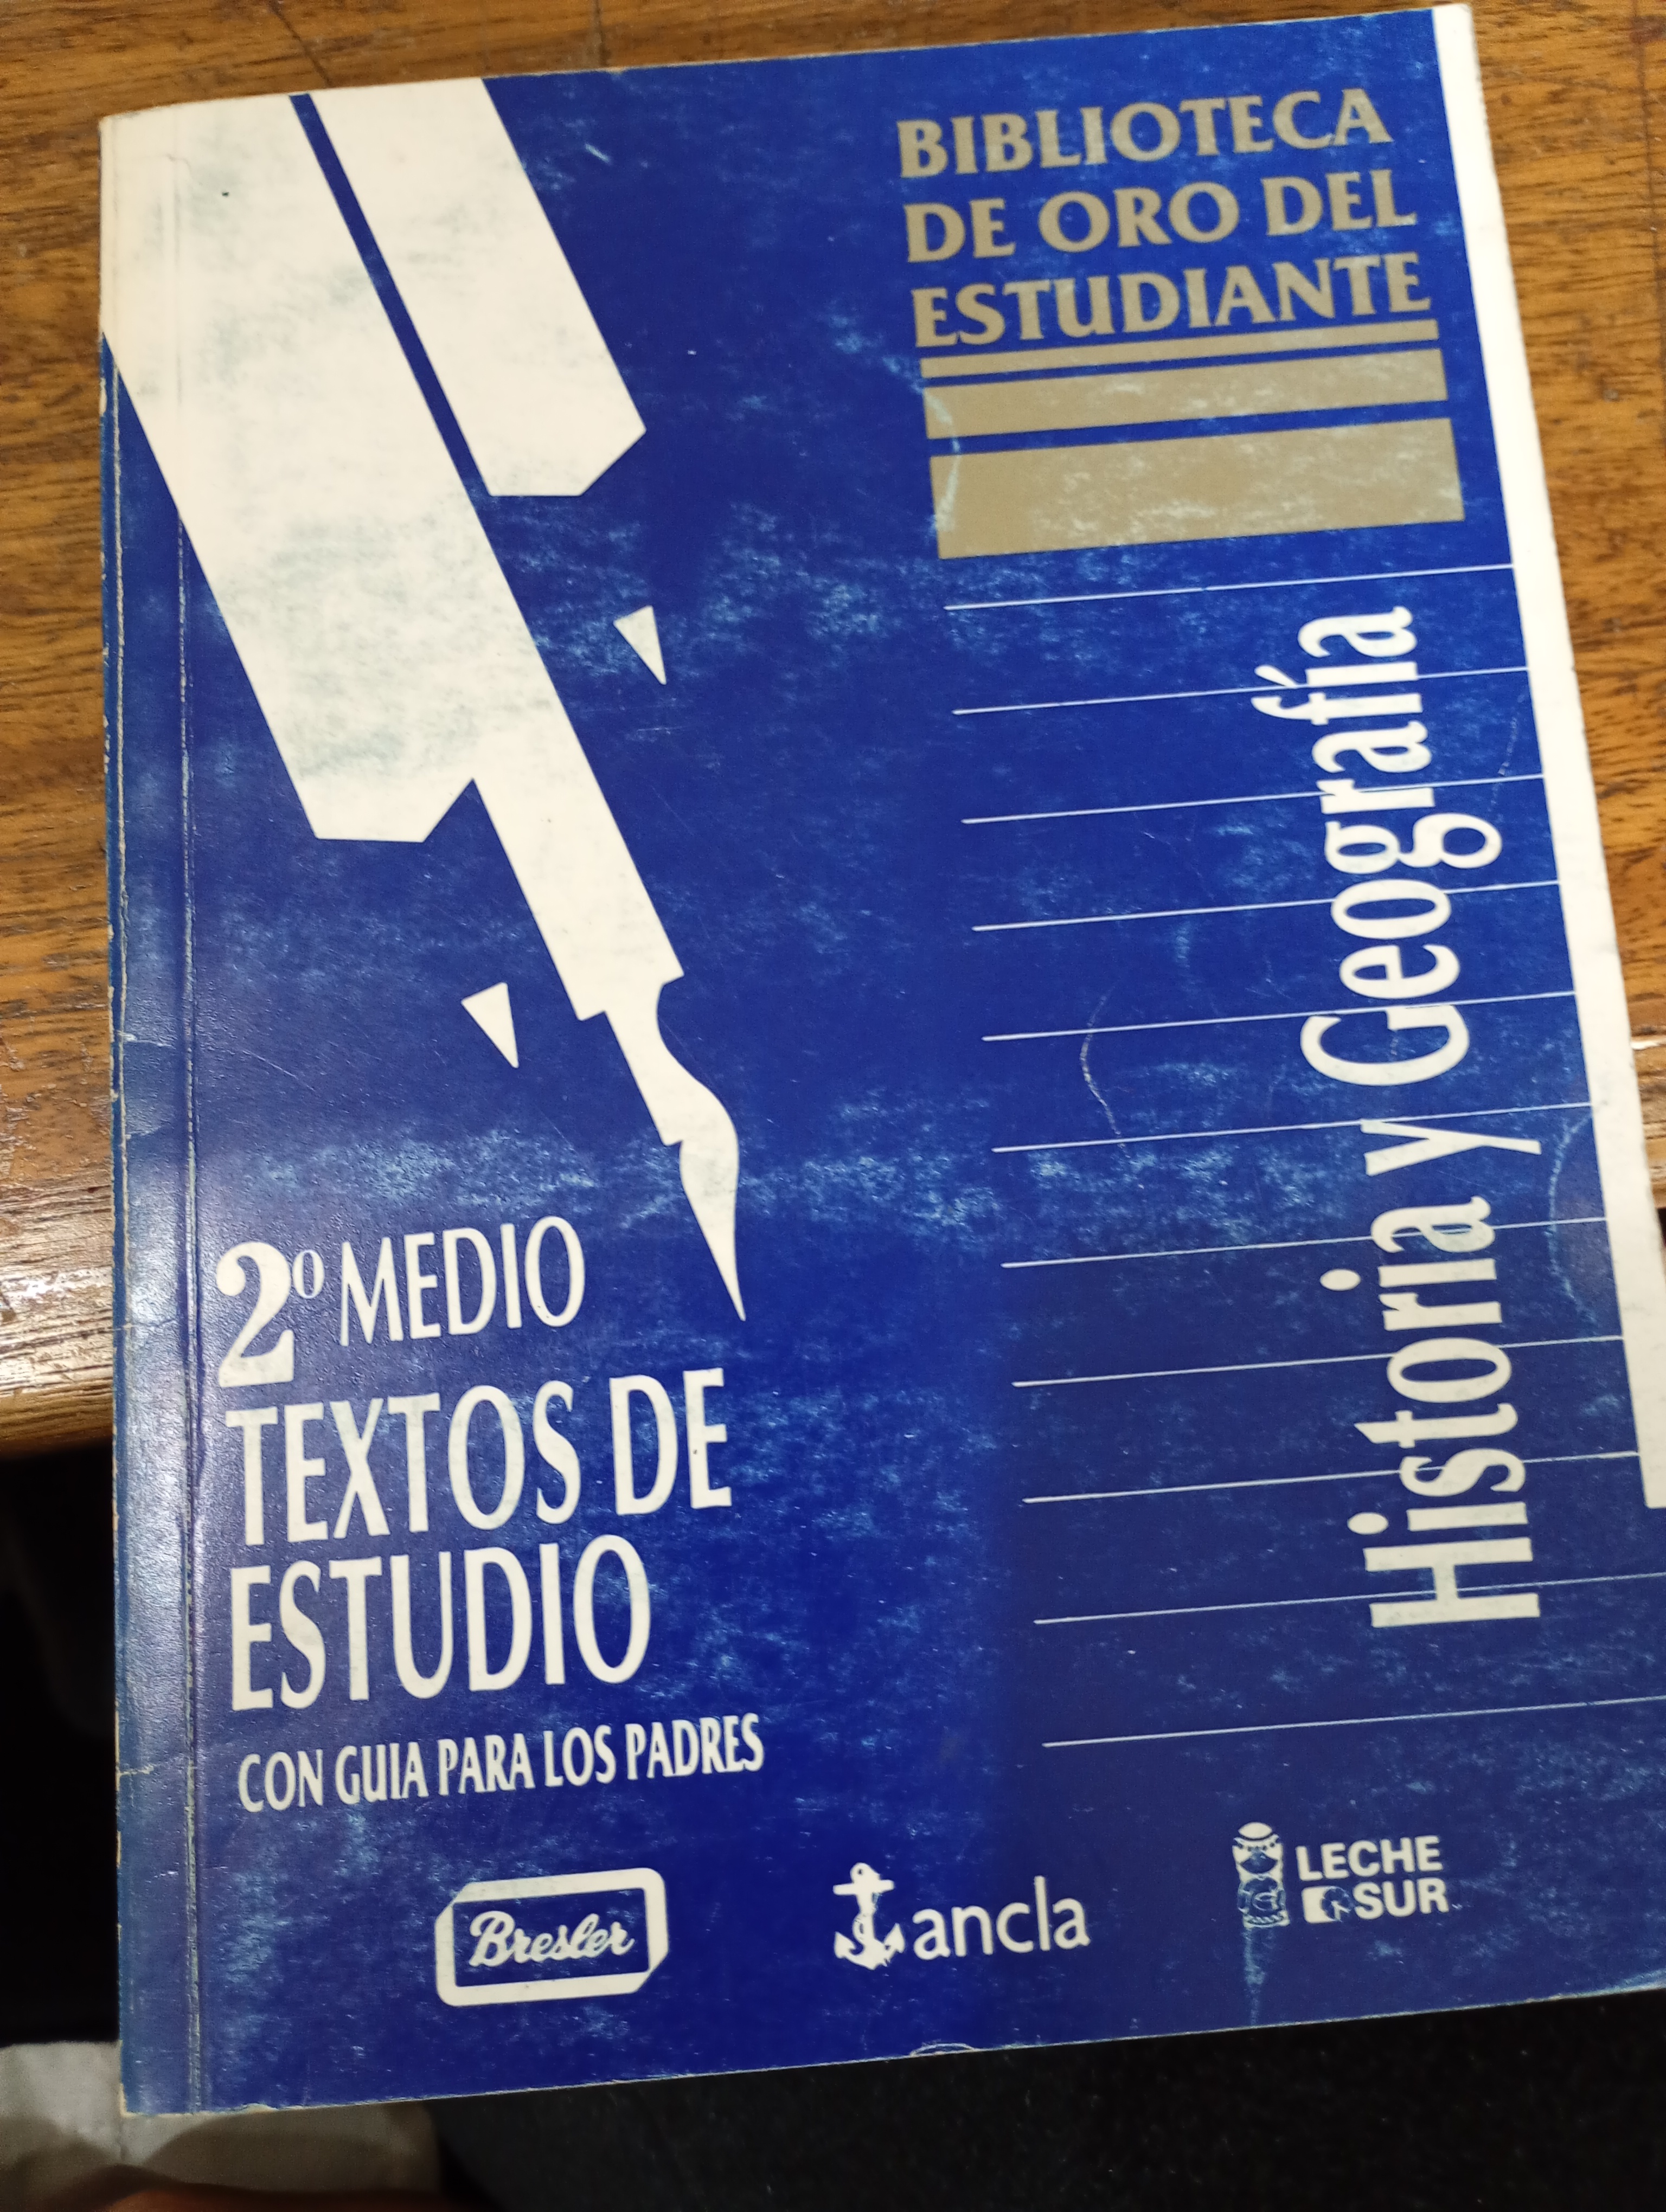 BIBLIOTECA
DE ORO DEL
ESTUDIANTE
Historia y Geografía
2º MEDIO
TEXTOS DE
ESTUDIO
CON GUIA PARA LOS PADRES
Bresler
ancla
LECHE
SUR